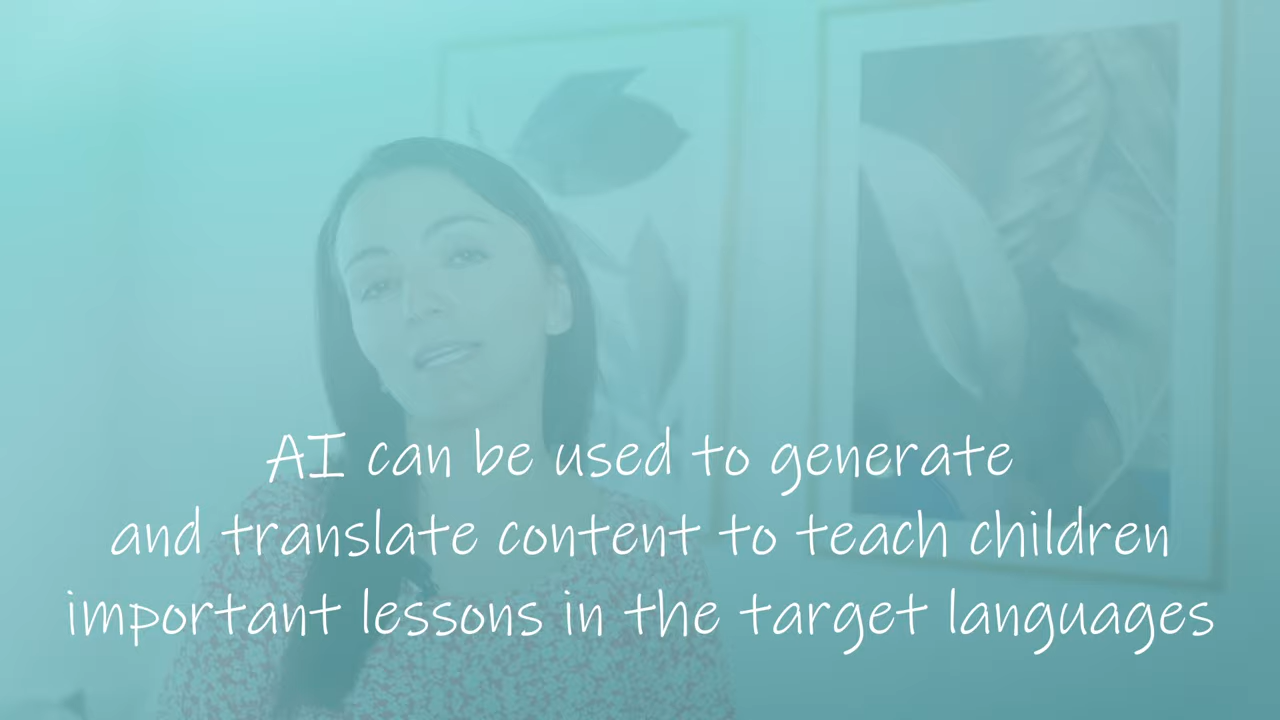 AI can be used to generate
and translate content to teach children
important lessons in the target languages